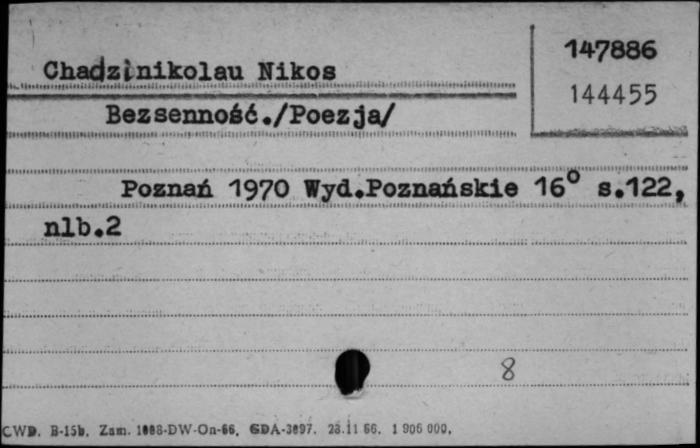 147886
Chadzinikolau Nikos
144455
Bezsenność./Poezja/
Poznań 1970 Wyd.Poznańskie 16° s.122,
nlb.2
8
CWD. B-15b. Zam. 1088-DW-On-66. GDA-3097. 28.11 66. 1 906 000.